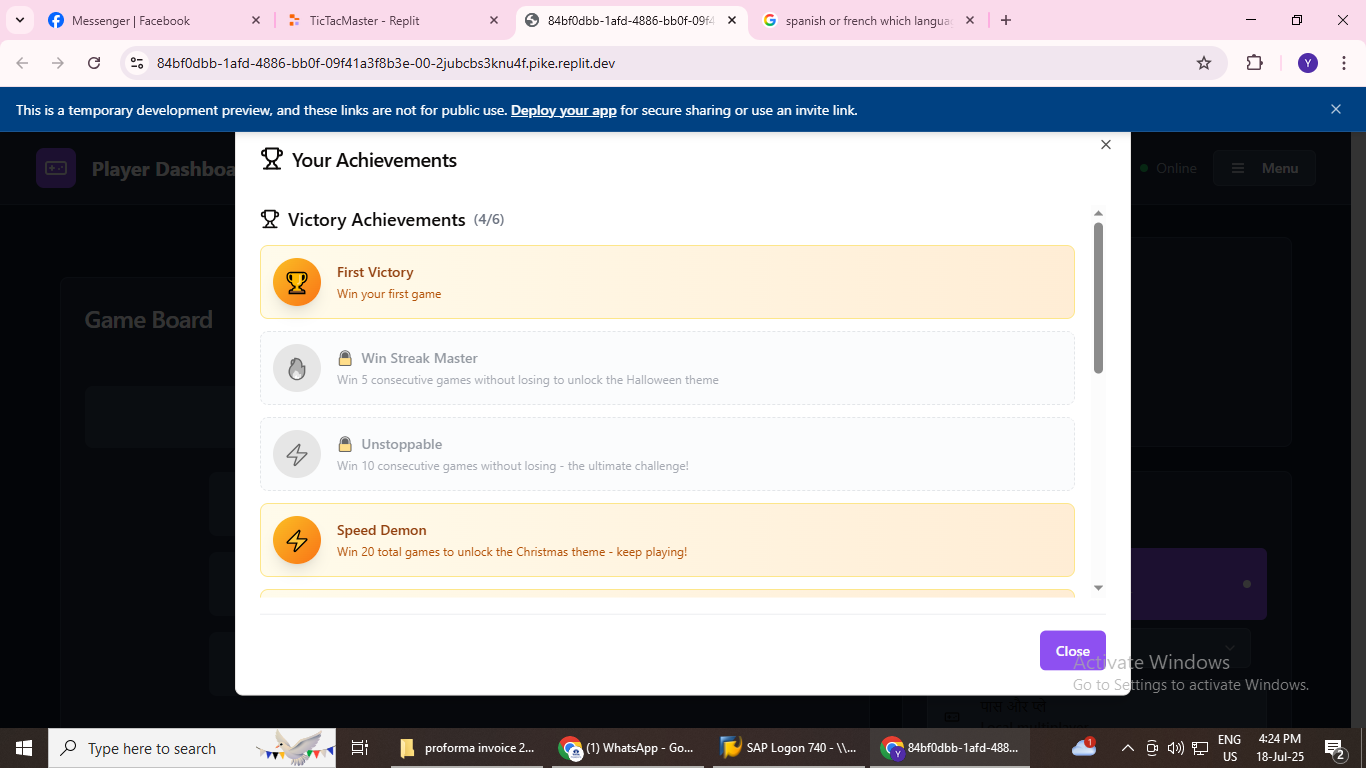 Messenger | Facebook
TicTacMaster - Replit
84bf0dbb-1afd-4886-bb0f-09f4
spanish or french which langua
84bf0dbb-1afd-4886-bb0f-09f41a3f8b3e-00-2jubcbs3knu4f.pike.replit.dev
Y
This is a temporary development preview, and these links are not for public use. Deploy your app for secure sharing or use an invite link.
Player Dashboa
Your Achievements
Online
Menu
Victory Achievements (4/6)
First Victory
Win your first game
Game Board
Win Streak Master
Win 5 consecutive games without losing to unlock the Halloween theme
Unstoppable
Win 10 consecutive games without losing - the ultimate challenge!
Speed Demon
Win 20 total games to unlock the Christmas theme - keep playing!
Close
Activate Windows
Go to Settings to activate Windows.
Type here to search
proforma invoice 2...
(1) WhatsApp - Go...
SAP Logon 740 - \\...
84bf0dbb-1afd-488...
1
ENG
US
4:24 PM
18-Jul-25
2